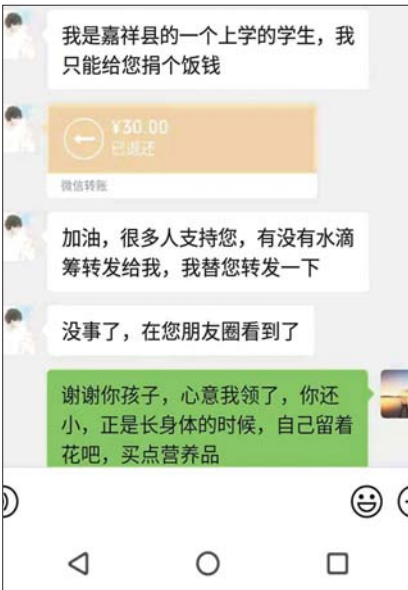 我是嘉祥县的一个上学的学生，我
只能给您捐个饭钱
¥30.00
已退还
微信转账
加油，很多人支持您，有没有水滴
筹转发给我，我替您转发一下
没事了，在您朋友圈看到了
谢谢你孩子，心意我领了，你还
小，正是长身体的时候，自己留着
花吧，买点营养品